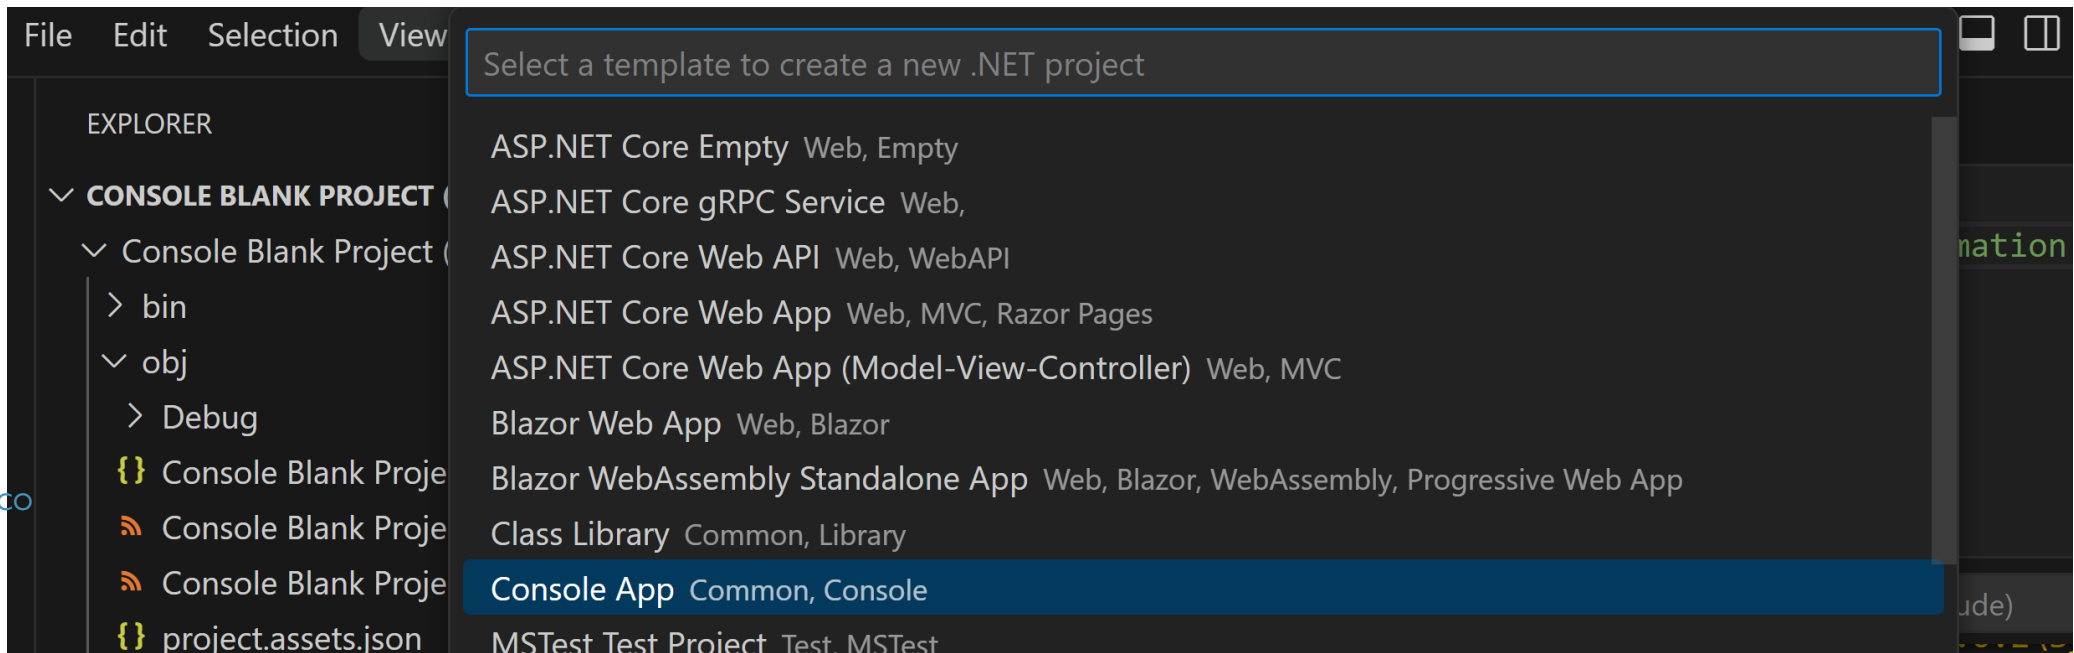 File Edit Selection View
Select a template to create a new .NET project
EXPLORER
CONSOLE BLANK PROJECT (
Console Blank Project (
bin
obj
Debug
Console Blank Proje
Console Blank Proje
Console Blank Proje
project.assets.json
CO
ASP.NET Core Empty Web, Empty
ASP.NET Core gRPC Service Web,
ASP.NET Core Web API Web, WebAPI
ASP.NET Core Web App Web, MVC, Razor Pages
ASP.NET Core Web App (Model-View-Controller) Web, MVC
Blazor Web App Web, Blazor
Blazor WebAssembly Standalone App Web, Blazor, WebAssembly, Progressive Web App
Class Library Common, Library
Console App Common, Console
MSTest Test Project Test, MSTest
mation
ude)